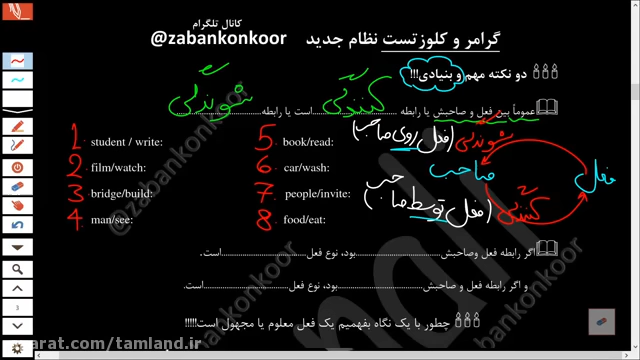 کانال تلگرام
گرامر و کلوزتست نظام جدید @zabankonkoor
دو نکته مهم و بنیادی!!!!
شوندگی کنندگی
عموماً بین فعل و صاحبش یا رابطه .................... است یا رابطه ....................
1 student / write: 5 book/read:
2 film/watch: 6 car/wash:
3 bridge/build: 7 people/invite:
4 man/see: 8 food/eat:
شوندگی (فعل روی صاحب)
صاحب
فعل
کنندگی (فعل توسط صاحب)
اگر رابطه فعل وصاحبش .................... بود، نوع فعل .................... است.
و اگر رابطه فعل و صاحبش .................... بود، نوع فعل .................... است.
چطور با یک نگاه بفهمیم یک فعل معلوم یا مجهول است!!!!!
@zabankonkoor
arat.com/tamland.ir